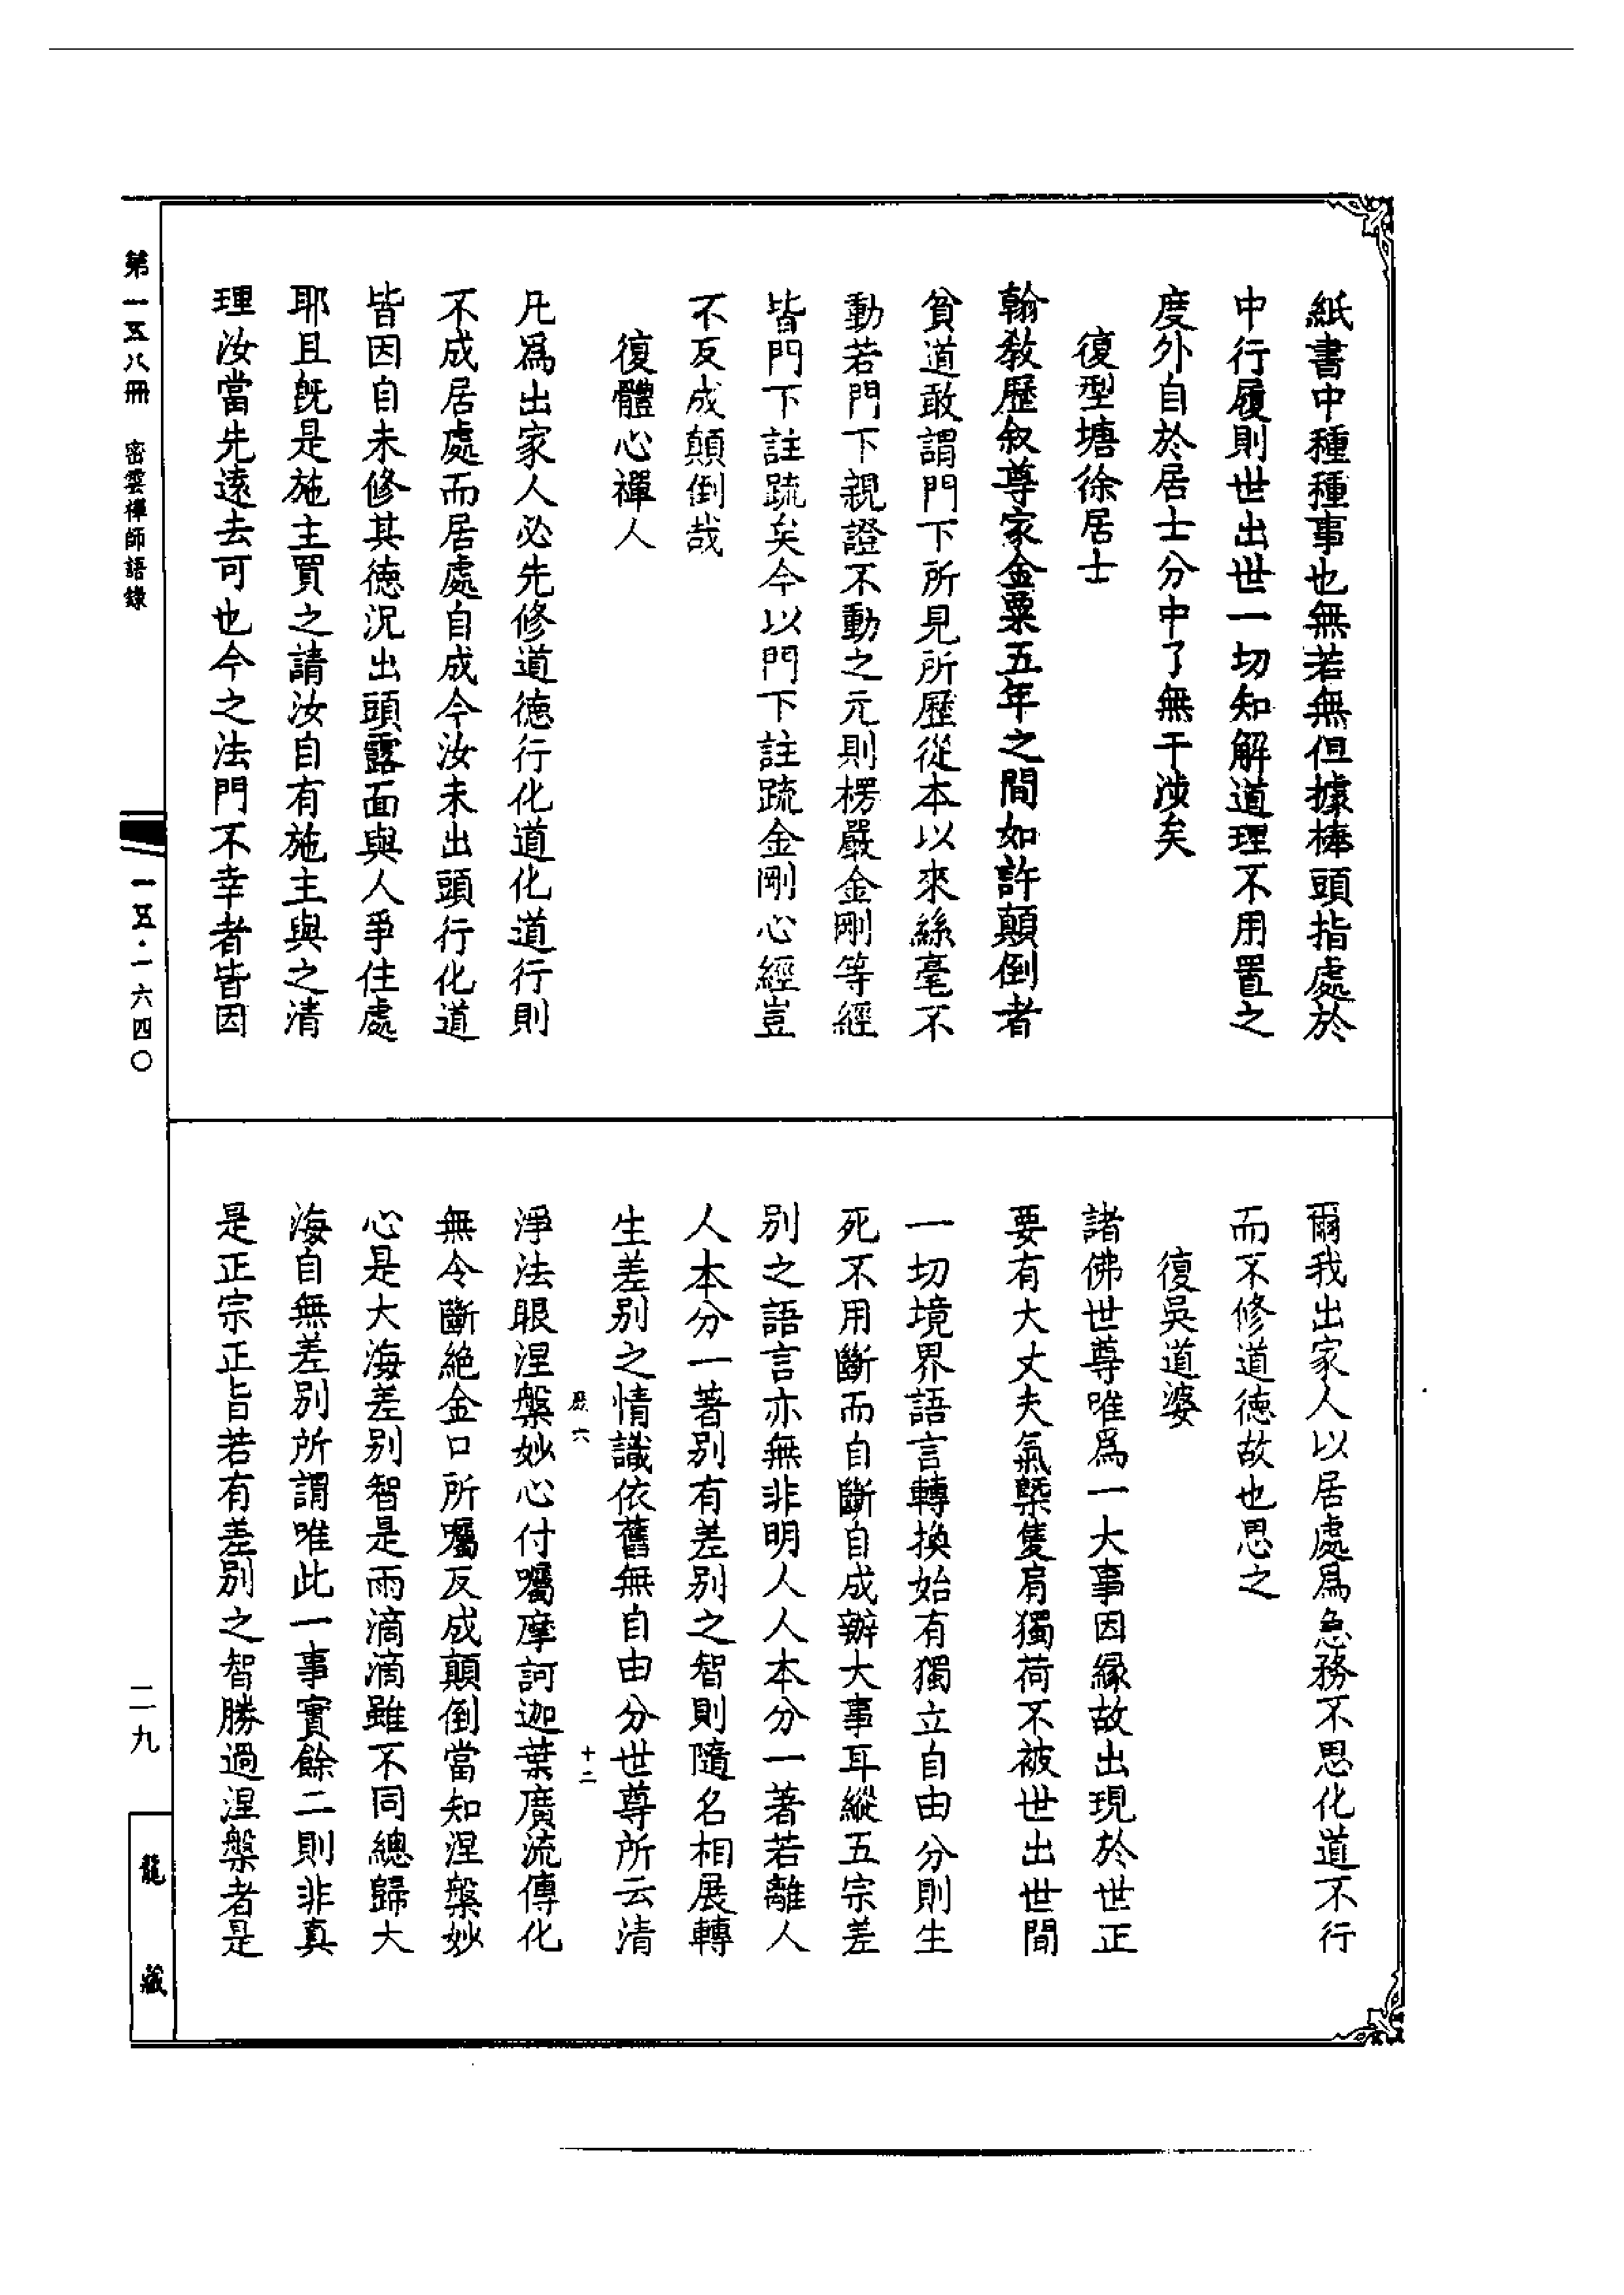 紙書中種種事也無若無但據棒頭指處於
中行履則世出世一切知解道理不用置之
度外自於居士分中了無干涉矣
復型塘徐居士
翰教歷叙尊家金粟五年之間如許顛倒者
貧道敢謂門下所見所歷從本以來絲毫不
動若門下親證不動之元則楞嚴金剛等經
皆門下註疏矣今以門下註疏金剛心經豈
不反成顛倒哉
復體心禪人
凡爲出家人必先修道德行化道化道行則
不成居處而居處自成今汝未出頭行化道
皆因自未修其德況出頭露面與人爭住處
耶且既是施主買之請汝自有施主與之清
理汝當先遠去可也今之法門不幸者皆因
爾我出家人以居處爲急務不思化道不行
而不修道德故也思之
復吳道婆
諸佛世尊唯爲一大事因緣故出現於世正
要有大丈夫氣槩隻肩獨荷不被世出世間
一切境界語言轉換始有獨立自由分則生
死不用斷而自斷自成辦大事耳縱五宗差
別之語言亦無非明人人本分一著若離人
人本分一著別有差別之智則隨名相展轉
生差別之情識依舊無自由分世尊所云清
淨法眼涅槃妙心付囑摩訶迦葉廣流傳化
無令斷絕金口所囑反成顛倒當知涅槃妙
心是大海差別智是雨滴滴雖不同總歸大
海自無差別所謂唯此一事實餘二則非真
是正宗正旨若有差別之智勝過涅槃者是
六
十二
第一五八冊 密雲禪師語錄
一五·一六四〇
二九
龍藏